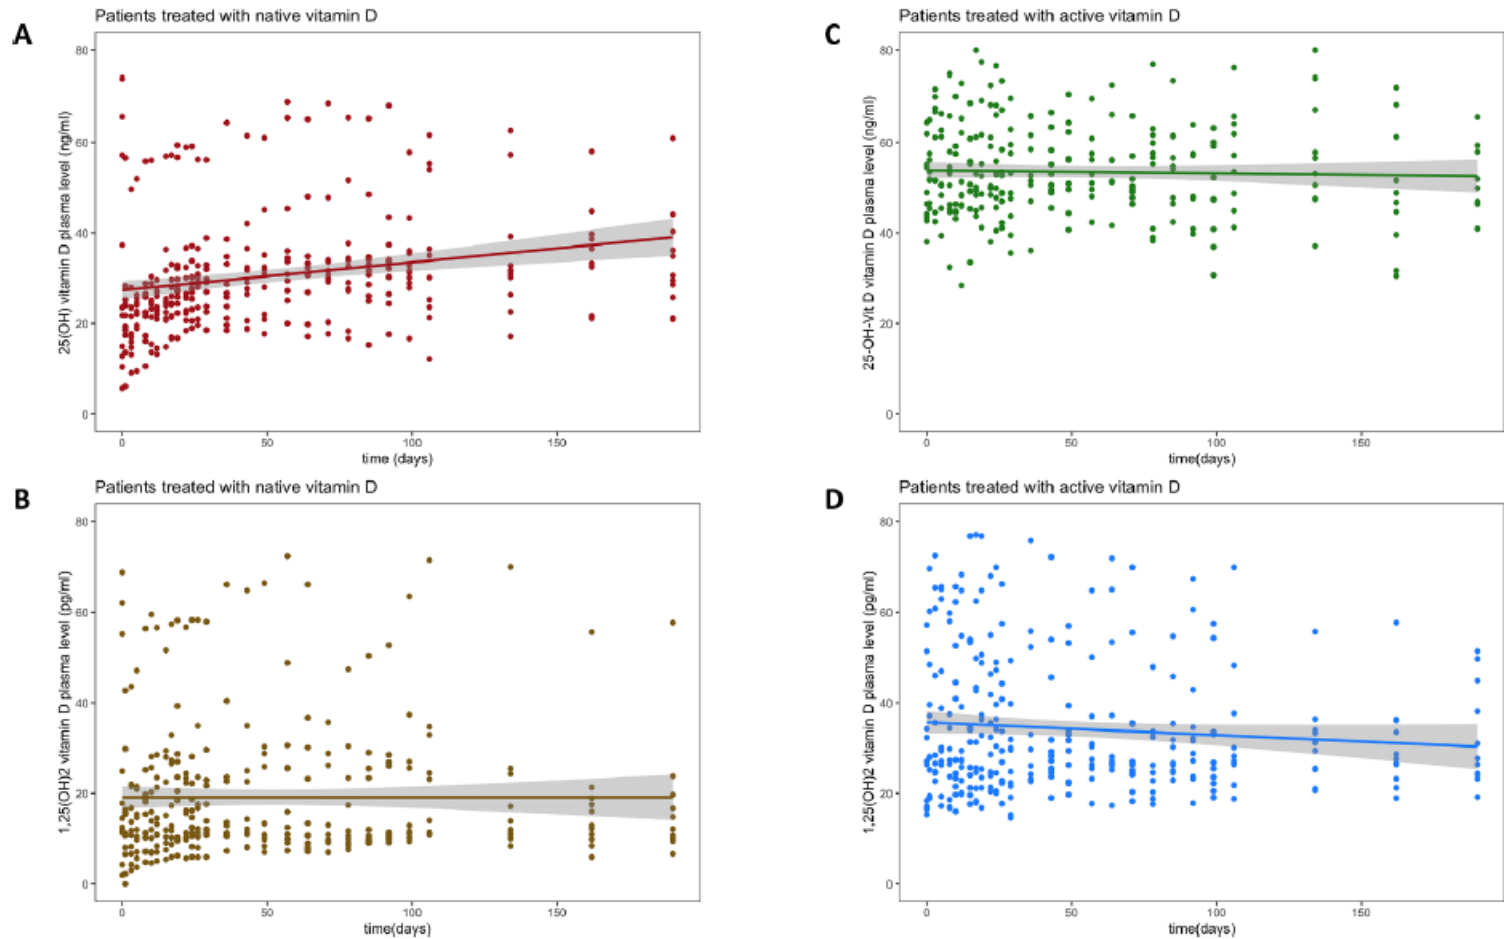 A
Patients treated with native vitamin D
25(OH) vitamin D plasma level (ng/ml)
80
60
40
20
0
0 50 100 150
time (days)
C
Patients treated with active vitamin D
25-OH-Vit D vitamin D plasma level (ng/ml)
80
60
40
20
0
0 50 100 150
time(days)
B
Patients treated with native vitamin D
1,25(OH)2 vitamin D plasma level (pg/ml)
80
60
40
20
0
0 50 100 150
time(days)
D
Patients treated with active vitamin D
1,25(OH)2 vitamin D plasma level (pg/ml)
80
60
40
20
0
0 50 100 150
time(days)